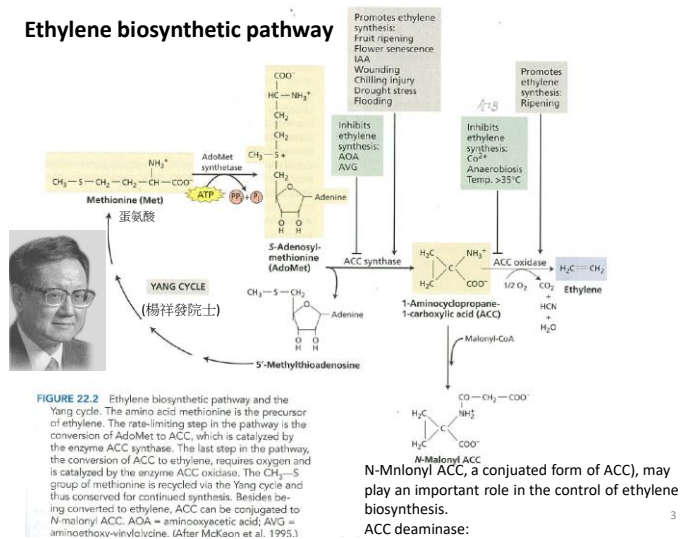 Ethylene biosynthetic pathway
Promotes ethylene
synthesis:
Fruit ripening
Flower senescence
IAA
Wounding
Chilling injury
Drought stress
Flooding
Promotes
ethylene
synthesis:
Ripening
Inhibits
ethylene
synthesis:
AOA
AVG
Inhibits
ethylene
synthesis:
Co2+
Anaerobiosis
Temp. >35°C
COO-
HC—NH3+
CH2
CH2
CH3—S+
CH2
Adenine
O
O
H
H
S-Adenosyl-
methionine
(AdoMet)
AdoMet
synthetase
ATP
PPi + Pi
NH3+
CH3—S—CH2—CH2—CH—COO-
Methionine (Met)
蛋氨酸
ACC synthase
H2C
NH3+
C
H2C
COO-
1-Aminocyclopropane-
1-carboxylic acid (ACC)
ACC oxidase
1/2 O2
CO2
+
HCN
+
H2O
H2C=CH2
Ethylene
YANG CYCLE
(楊祥發院士)
CH3—S—CH2
O
Adenine
O
O
H
H
5'-Methylthioadenosine
Malonyl-CoA
CO—CH2—COO-
H2C
NH2+
C
H2C
COO-
N-Malonyl ACC
FIGURE 22.2 Ethylene biosynthetic pathway and the
Yang cycle. The amino acid methionine is the precursor
of ethylene. The rate-limiting step in the pathway is the
conversion of AdoMet to ACC, which is catalyzed by
the enzyme ACC synthase. The last step in the pathway,
the conversion of ACC to ethylene, requires oxygen and
is catalyzed by the enzyme ACC oxidase. The CH3—S
group of methionine is recycled via the Yang cycle and
thus conserved for continued synthesis. Besides be-
ing converted to ethylene, ACC can be conjugated to
N-malonyl ACC. AOA = aminooxyacetic acid; AVG =
aminoethoxy-vinylglycine. (After McKeon et al. 1995.)
N-Mnlonyl ACC, a conjuated form of ACC), may
play an important role in the control of ethylene
biosynthesis.
ACC deaminase:
3